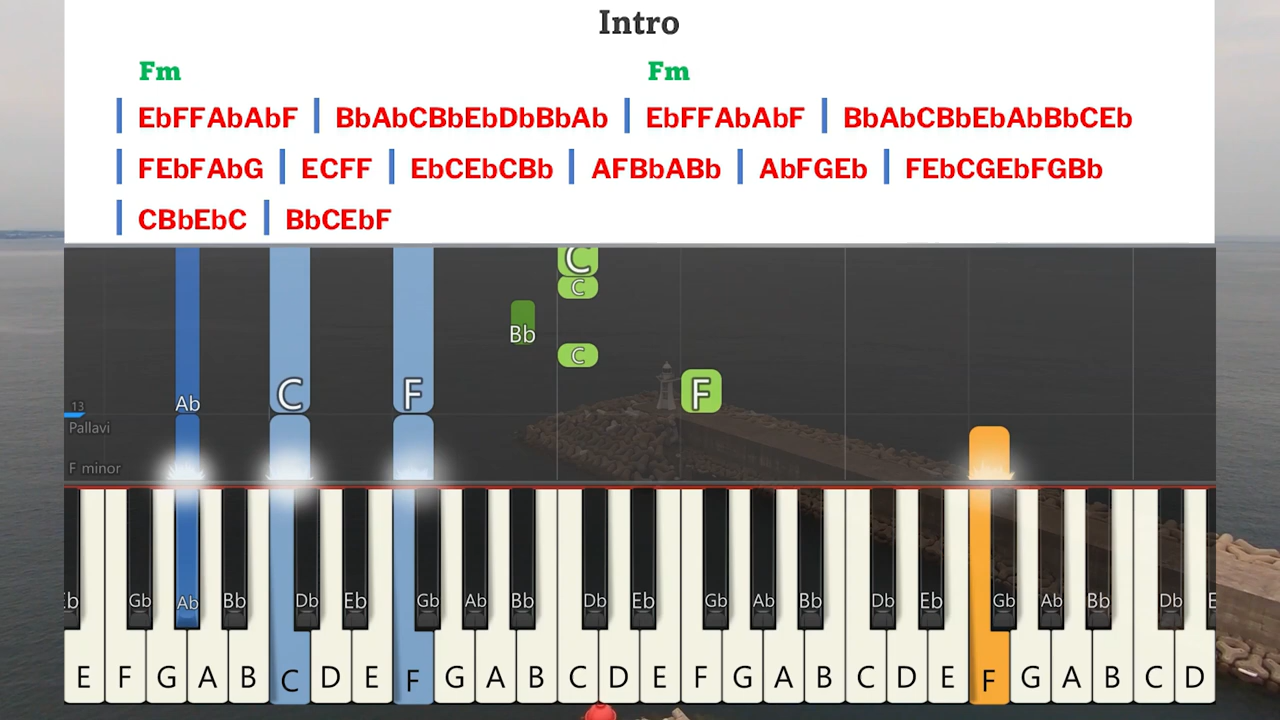 Intro
Fm Fm
EbFFAbAbF BbAbCBbEbDbBbAb EbFFAbAbF BbAbCBbEbAbBbCEb
FEbFAbG ECFF EbCEbCBb AFBbABb AbFGEb FEbCGEbFGBb
CBbEbC BbCEbF
C
C
Bb
C
Ab C F F
13
Pallavi
F minor
Eb Gb Ab Bb Db Eb Gb Ab Bb Db Eb Gb Ab Bb Db Eb Gb Ab Bb Db E
E F G A B C D E F G A B C D E F G A B C D E F G A B C D